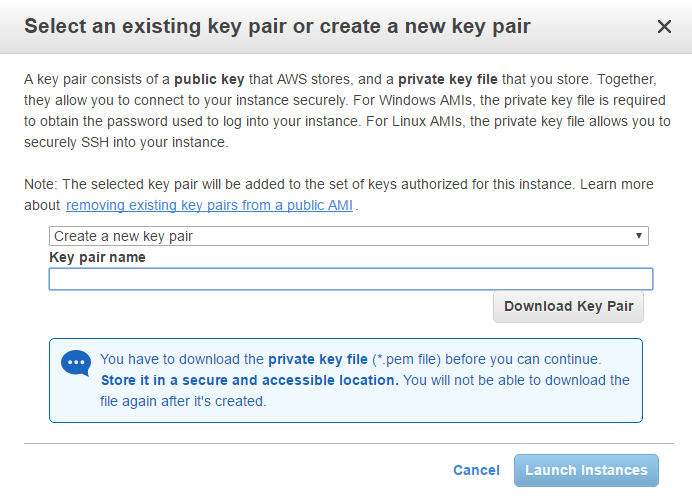 Select an existing key pair or create a new key pair
A key pair consists of a public key that AWS stores, and a private key file that you store. Together,
they allow you to connect to your instance securely. For Windows AMIs, the private key file is required
to obtain the password used to log into your instance. For Linux AMIs, the private key file allows you to
securely SSH into your instance.
Note: The selected key pair will be added to the set of keys authorized for this instance. Learn more
about removing existing key pairs from a public AMI .
Create a new key pair
Key pair name
Download Key Pair
You have to download the private key file (*.pem file) before you can continue.
Store it in a secure and accessible location. You will not be able to download the
file again after it's created.
Cancel Launch Instances